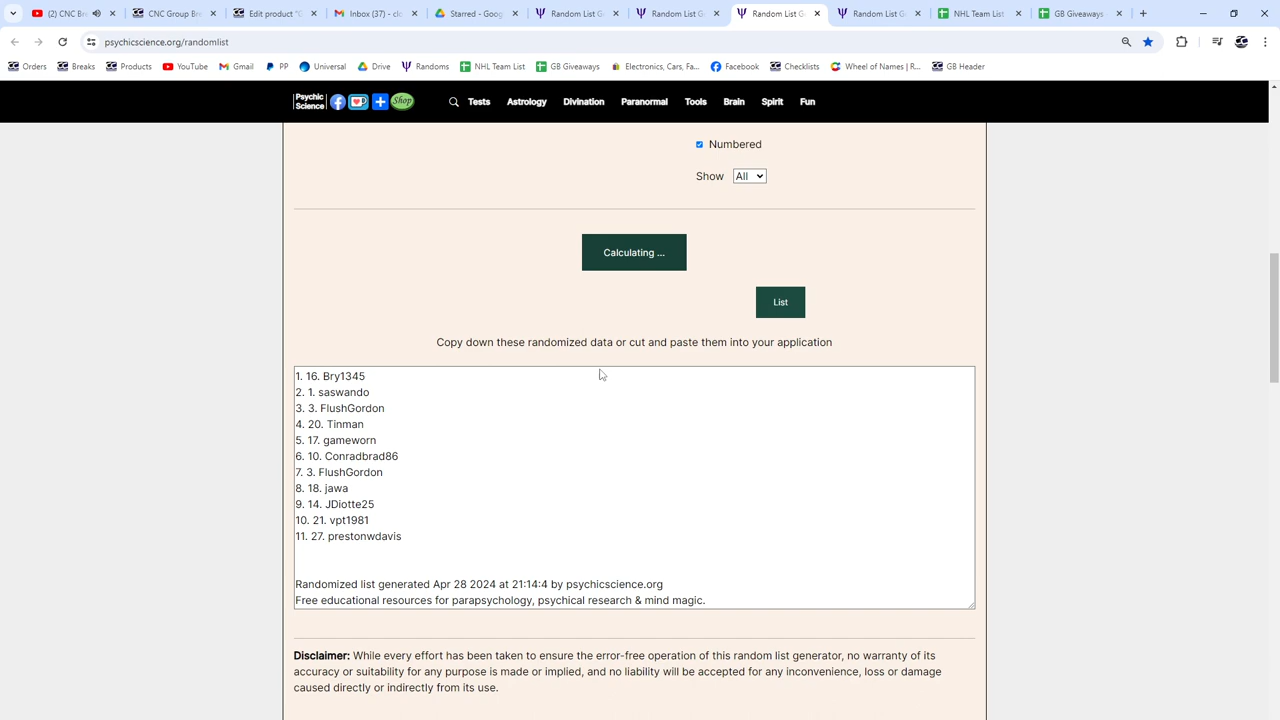 (2) CNC Bre
CNC Group Bre
Edit product "G
Inbox (37) - clo
Starred - Goog
Random List Ge
Random List Ge
Random List Ge
Random List Ge
NHL Team List
GB Giveaways
psychicscience.org/randomlist
Orders
Breaks
Products
YouTube
Gmail
PP
Universal
Drive
Randoms
NHL Team List
GB Giveaways
Electronics, Cars, Fa...
Facebook
Checklists
Wheel of Names | R...
GB Header
Psychic
Science
Shop
Tests
Astrology
Divination
Paranormal
Tools
Brain
Spirit
Fun
Numbered
Show All
Calculating ...
List
Copy down these randomized data or cut and paste them into your application
1. 16. Bry1345
2. 1. saswando
3. 3. FlushGordon
4. 20. Tinman
5. 17. gameworn
6. 10. Conradbrad86
7. 3. FlushGordon
8. 18. jawa
9. 14. JDiotte25
10. 21. vpt1981
11. 27. prestonwdavis
Randomized list generated Apr 28 2024 at 21:14:4 by psychicscience.org
Free educational resources for parapsychology, psychical research & mind magic.
Disclaimer: While every effort has been taken to ensure the error-free operation of this random list generator, no warranty of its
accuracy or suitability for any purpose is made or implied, and no liability will be accepted for any inconvenience, loss or damage
caused directly or indirectly from its use.